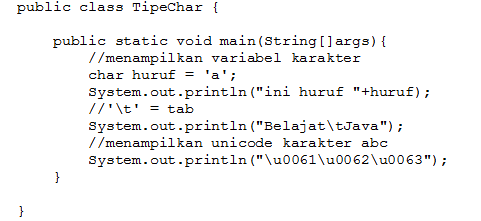 public class TipeChar {
public static void main(String[]args){
//menampilkan variabel karakter
char huruf = 'a';
System.out.println("ini huruf "+huruf);
//'\t' = tab
System.out.println("Belajat\tJava");
//menampilkan unicode karakter abc
System.out.println("\u0061\u0062\u0063");
}
}